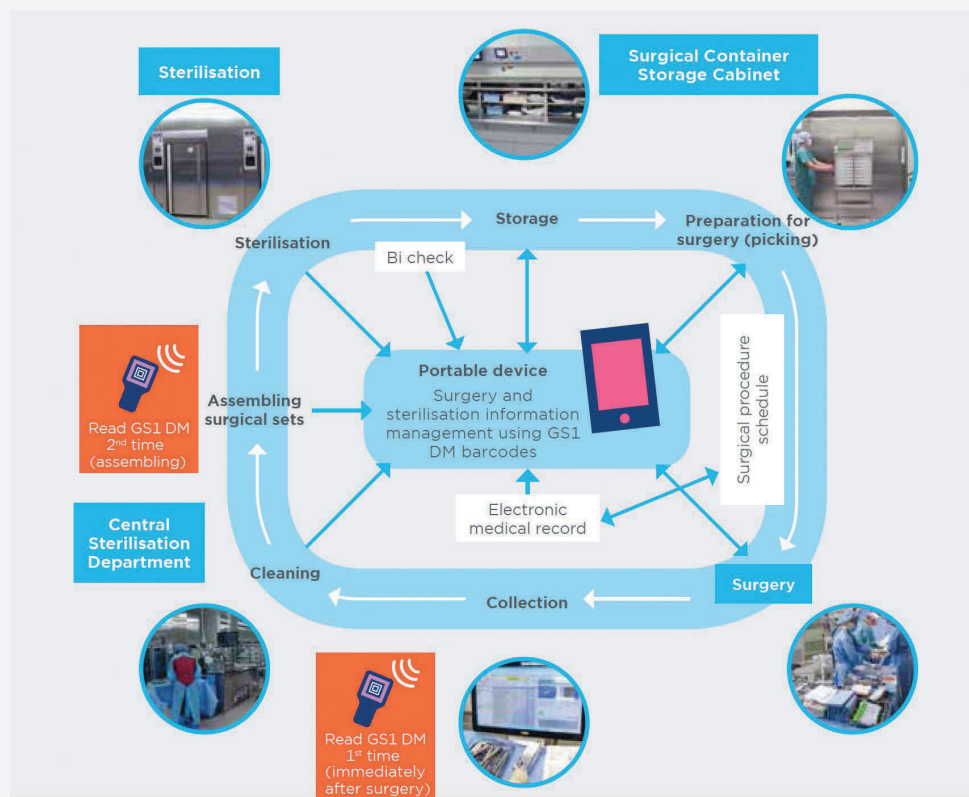 Sterilisation
Surgical Container
Storage Cabinet
Storage
Preparation for
surgery (picking)
Sterilisation
Bi check
Portable device
Surgery and
sterilisation information
management using GS1
DM barcodes
Surgical procedure
schedule
Assembling
surgical sets
Read GS1 DM
2nd time
(assembling)
Electronic
medical record
Central
Sterilisation
Department
Cleaning
Collection
Surgery
Read GS1 DM
1st time
(immediately
after surgery)